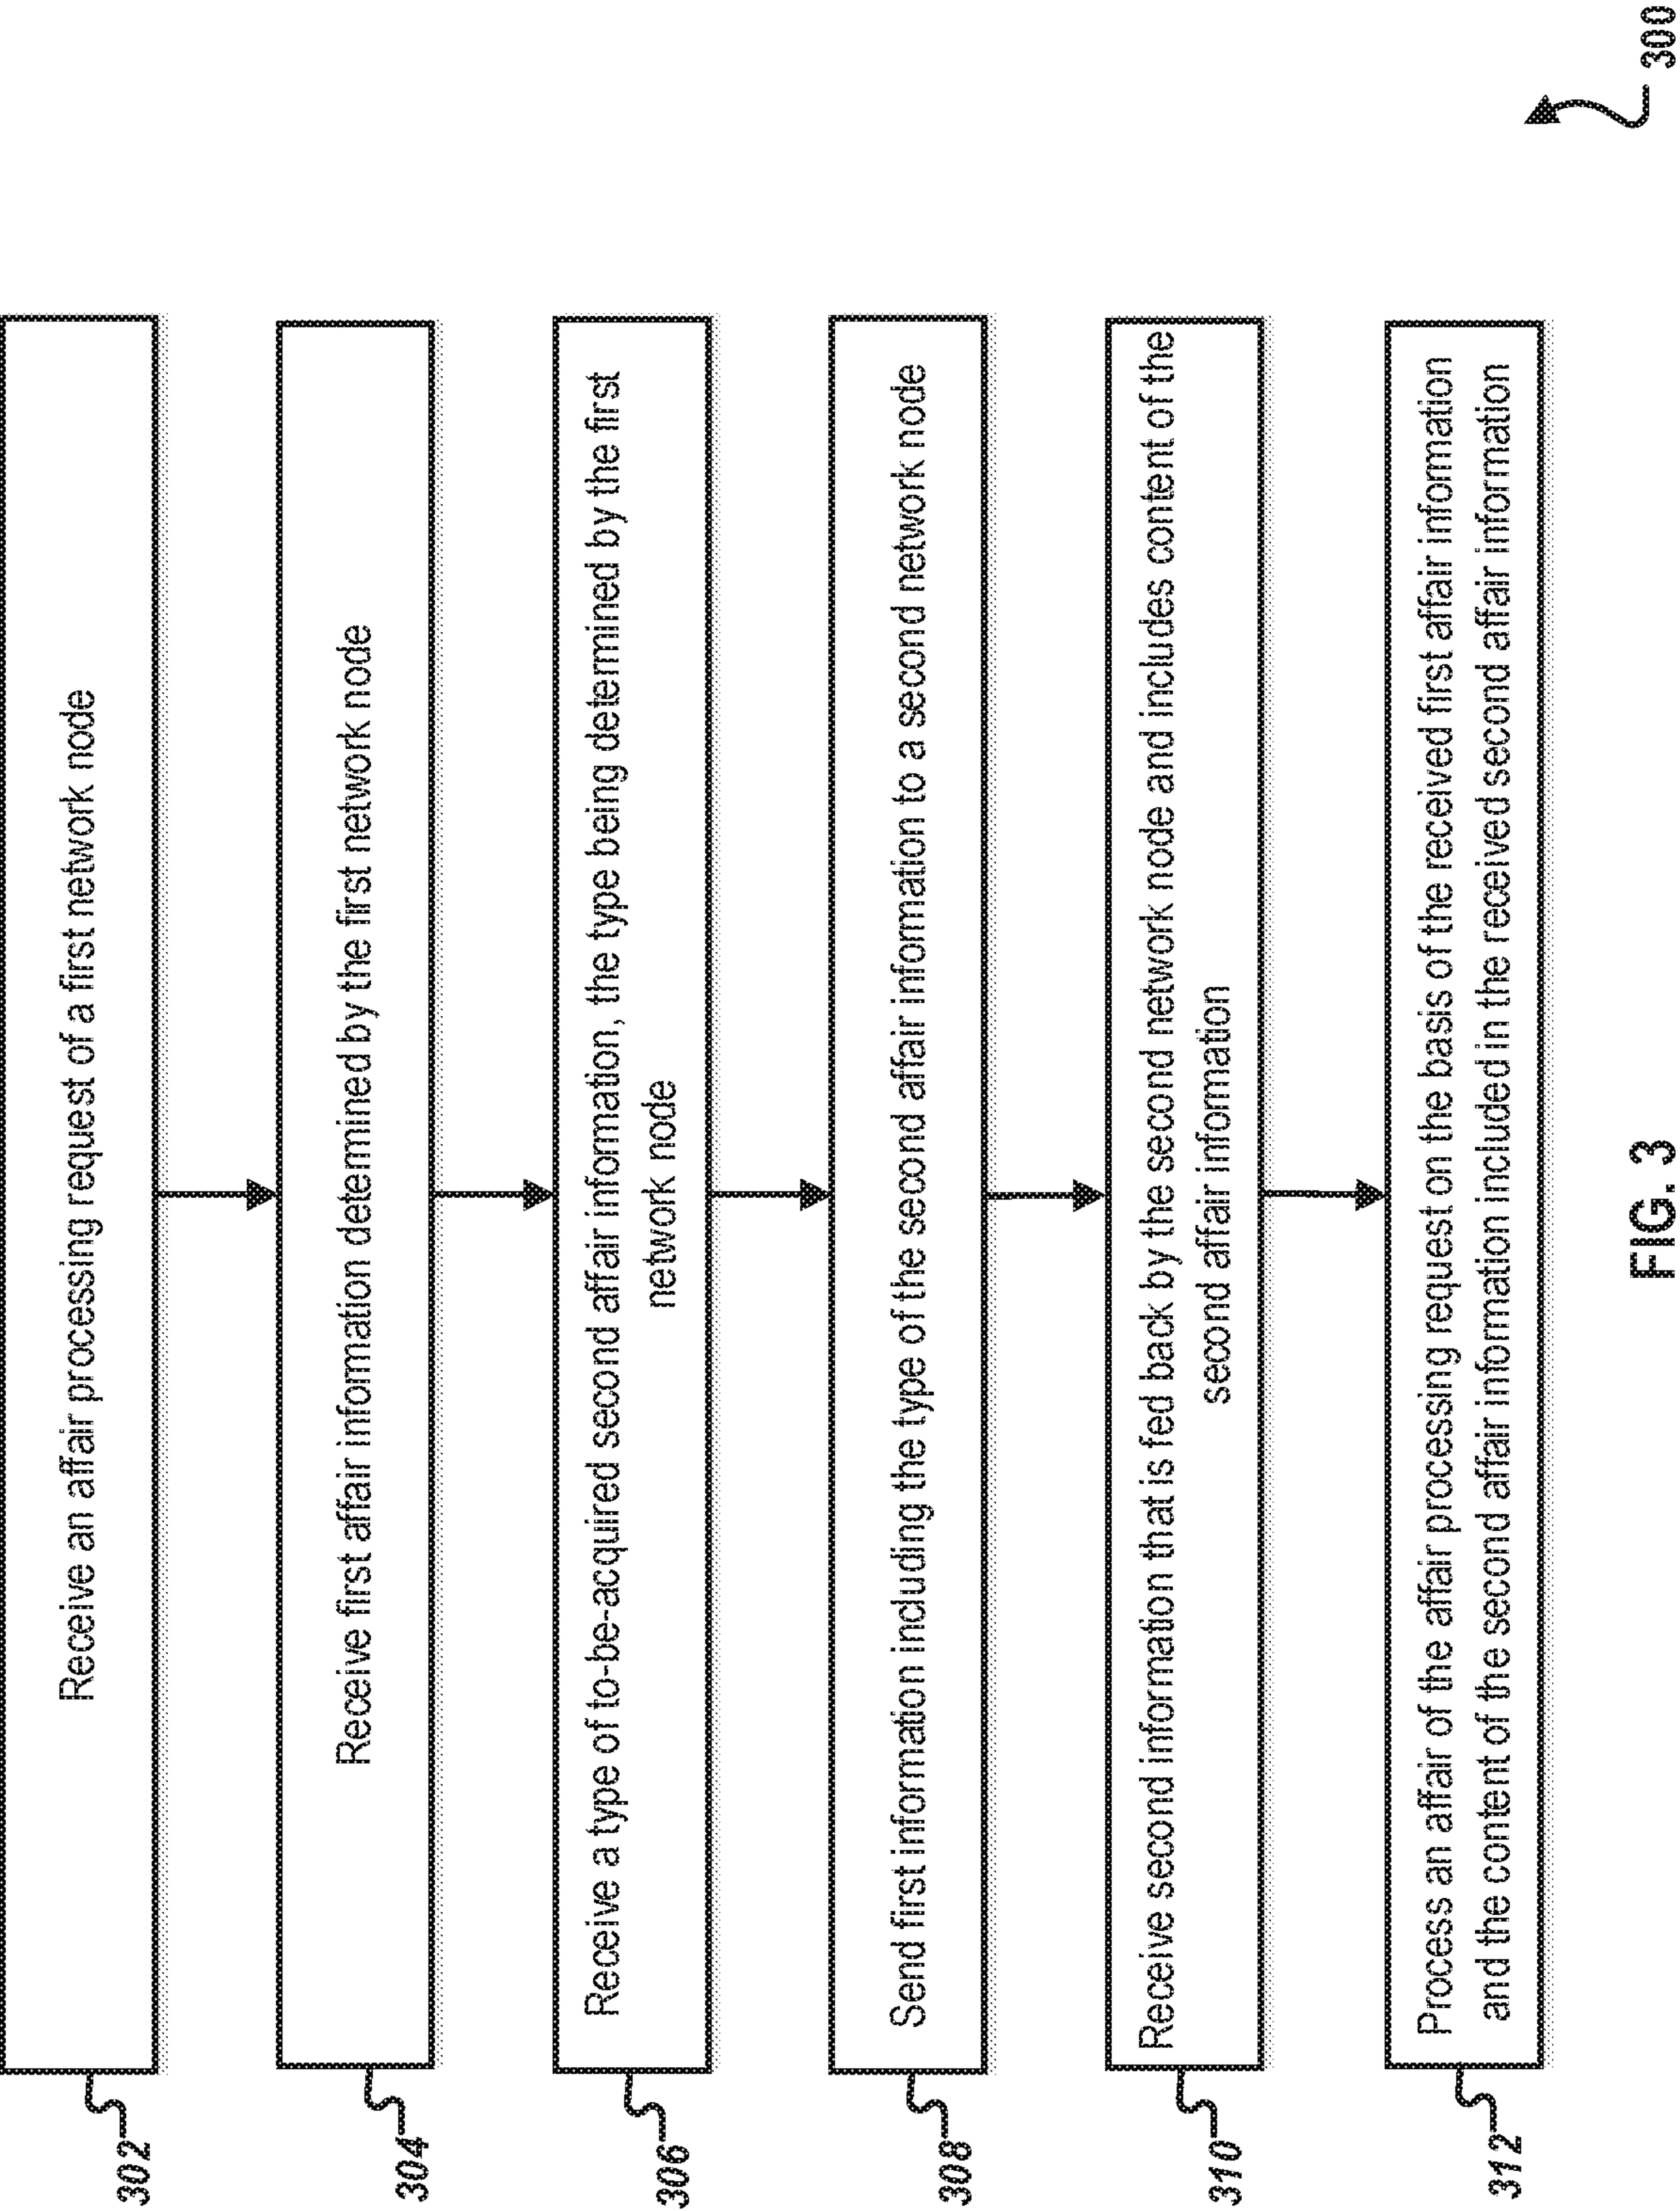 300
302
Receive an affair processing request of a first network node
304
Receive first affair information determined by the first network node
306
Receive a type of to-be-acquired second affair information, the type being determined by the first
network node
308
Send first information including the type of the second affair information to a second network node
310
Receive second information that is fed back by the second network node and includes content of the
second affair information
312
Process an affair of the affair processing request on the basis of the received first affair information
and the content of the second affair information included in the received second affair information
FIG. 3